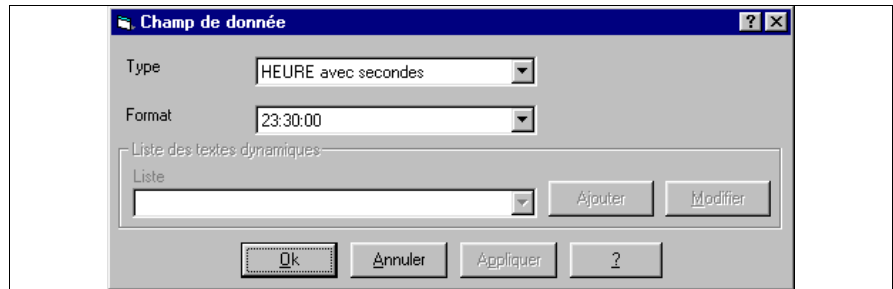 Champ de donnée
Type HEURE avec secondes
Format 23:30:00
Liste des textes dynamiques
Liste
Ajouter Modifier
Ok Annuler Appliquer ?